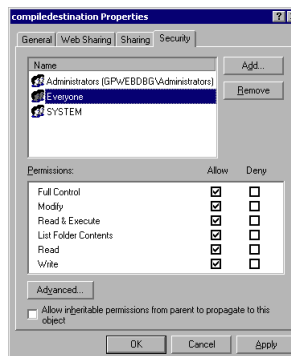 compiledestination Properties
General Web Sharing Sharing Security
Name
Add...
Administrators (GPWEBDBG\Administrators)
Everyone
Remove
SYSTEM
Permissions: Allow Deny
Full Control
Modify
Read & Execute
List Folder Contents
Read
Write
Advanced...
Allow inheritable permissions from parent to propagate to this
object
OK Cancel Apply